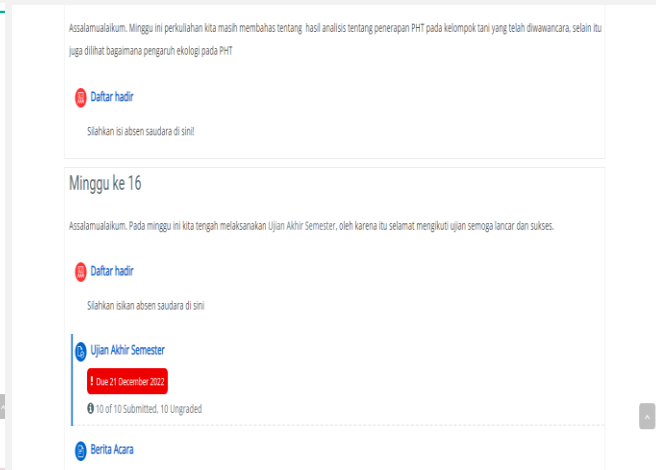 Assalamualaikum. Minggu ini perkuliahan kita masih membahas tentang hasil analisis tentang penerapan PHT pada kelompok tani yang telah diwawancara, selain itu
juga dilihat bagaimana pengaruh ekologi pada PHT
Daftar hadir
Silahkan isi absen saudara di sini!
Minggu ke 16
Assalamualaikum. Pada minggu ini kita tengah melaksanakan Ujian Akhir Semester, oleh karena itu selamat mengikuti ujian semoga lancar dan sukses.
Daftar hadir
Silahkan isikan absen saudara di sini
Ujian Akhir Semester
! Due 21 December 2022
10 of 10 Submitted, 10 Ungraded
Berita Acara